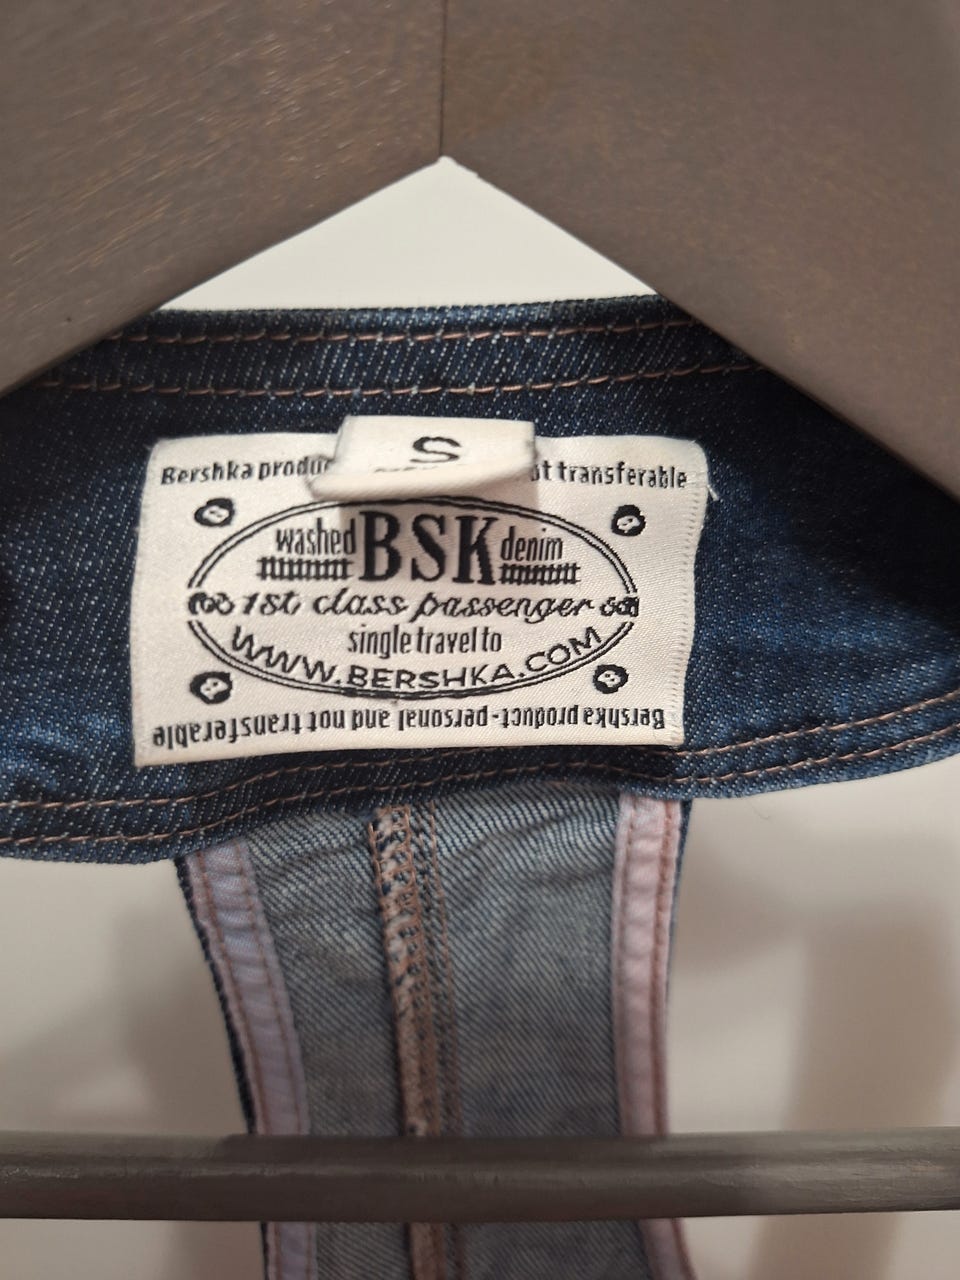 S
Bershka produc
ot transferable
washed BSK denim
1st class passenger
single travel to
WWW.BERSHKA.COM
Bershka product - personal and not transferable